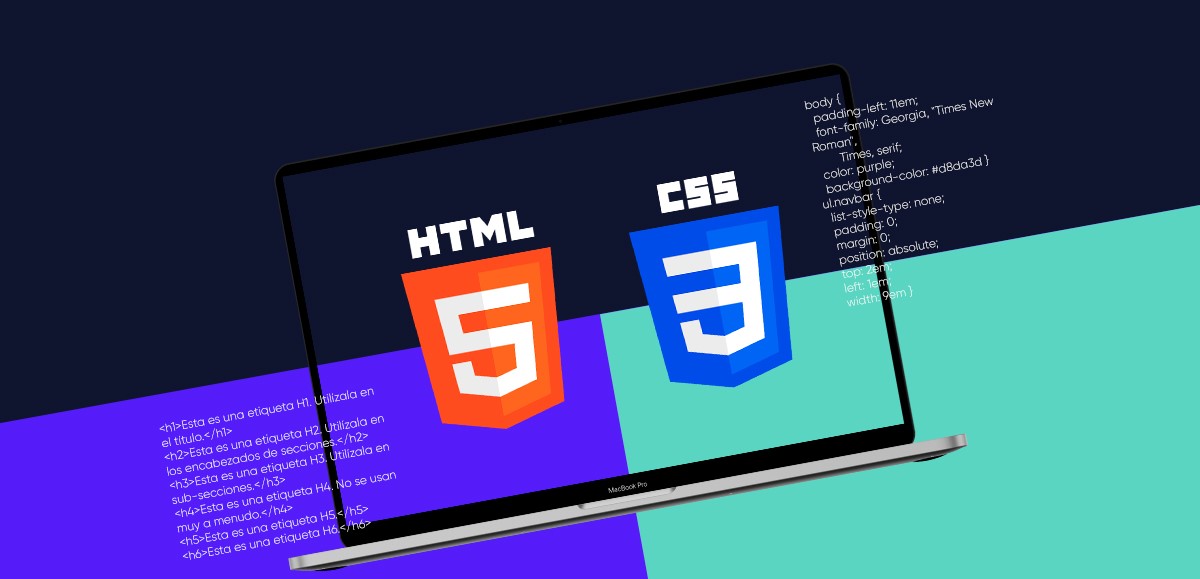 HTML
5
CSS
3
body {
padding-left: 11em;
font-family: Georgia, "Times New
Roman",
Times, serif;
color: purple;
background-color: #d8da3d }
ul.navbar {
list-style-type: none;
padding: 0;
margin: 0;
position: absolute;
top: 2em;
left: 1em;
width: 9em }
<h1>Esta es una etiqueta H1. Utilizala en
el título.</h1>
<h2>Esta es una etiqueta H2. Utilizala en
los encabezados de secciones.</h2>
<h3>Esta es una etiqueta H3. Utilizala en
sub-secciones.</h3>
<h4>Esta es una etiqueta H4. No se usan
muy a menudo.</h4>
<h5>Esta es una etiqueta H5.</h5>
<h6>Esta es una etiqueta H6.</h6>
MacBook Pro